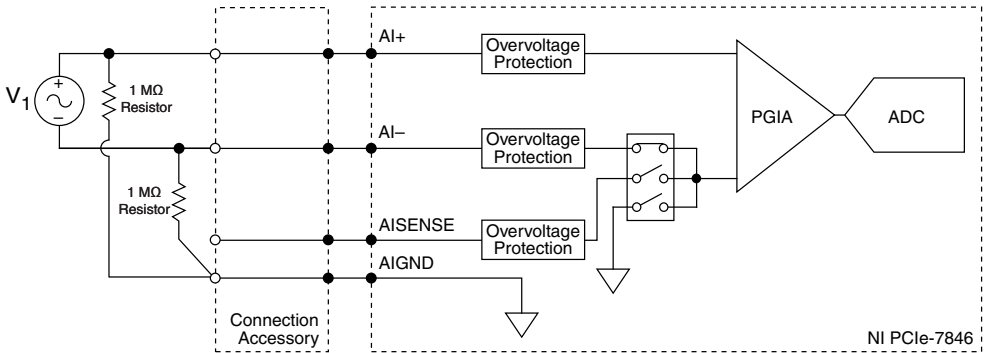 AI+
Overvoltage
Protection
V1
+
−
1 MΩ
Resistor
PGIA
ADC
AI−
Overvoltage
Protection
1 MΩ
Resistor
AISENSE
Overvoltage
Protection
AIGND
Connection
Accessory
NI PCIe-7846